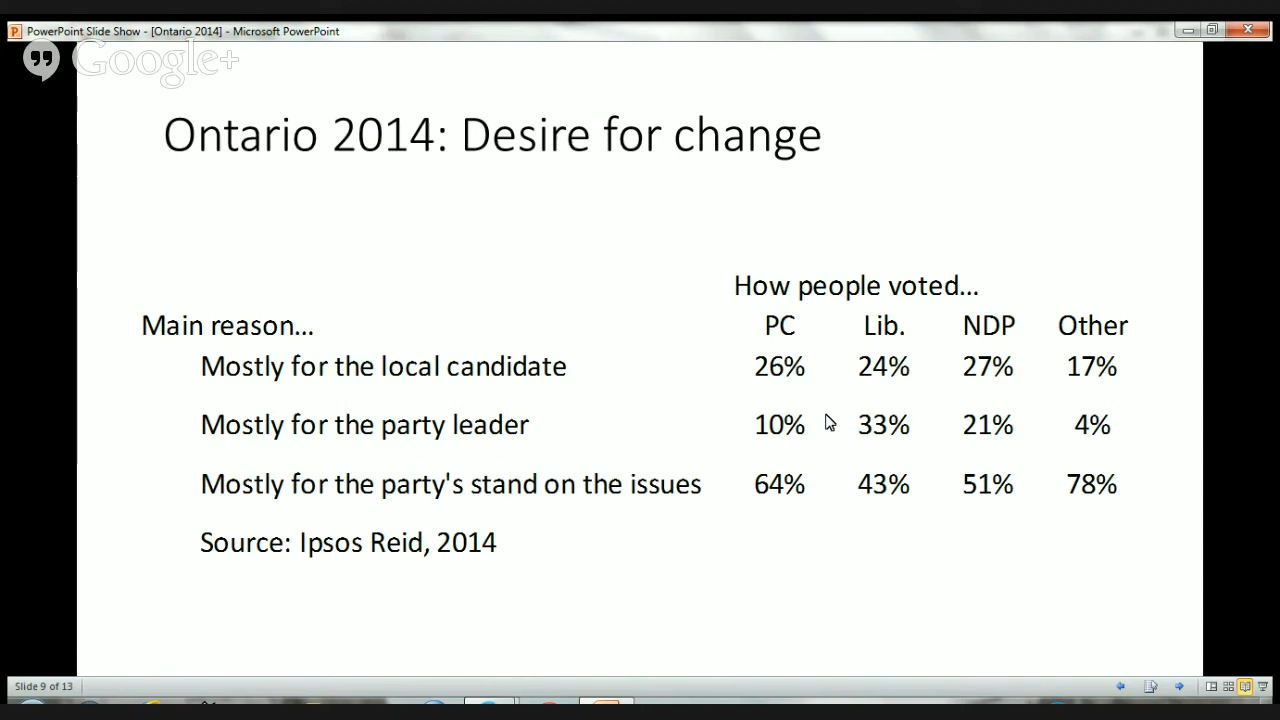 PowerPoint Slide Show - [Ontario 2014] - Microsoft PowerPoint
Google+
Ontario 2014: Desire for change
How people voted...
Main reason... PC Lib. NDP Other
Mostly for the local candidate 26% 24% 27% 17%
Mostly for the party leader 10% 33% 21% 4%
Mostly for the party's stand on the issues 64% 43% 51% 78%
Source: Ipsos Reid, 2014
Slide 9 of 13